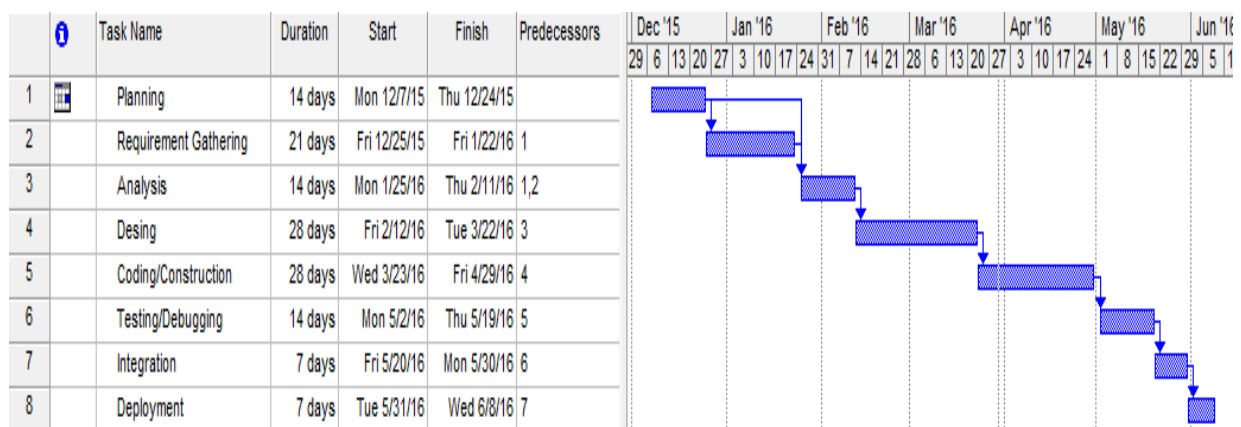 Task Name Duration Start Finish Predecessors
Dec '15 Jan '16 Feb '16 Mar '16 Apr '16 May '16 Jun '16
29 6 13 20 27 3 10 17 24 31 7 14 21 28 6 13 20 27 3 10 17 24 1 8 15 22 29 5
1 Planning 14 days Mon 12/7/15 Thu 12/24/15
2 Requirement Gathering 21 days Fri 12/25/15 Fri 1/22/16 1
3 Analysis 14 days Mon 1/25/16 Thu 2/11/16 1,2
4 Desing 28 days Fri 2/12/16 Tue 3/22/16 3
5 Coding/Construction 28 days Wed 3/23/16 Fri 4/29/16 4
6 Testing/Debugging 14 days Mon 5/2/16 Thu 5/19/16 5
7 Integration 7 days Fri 5/20/16 Mon 5/30/16 6
8 Deployment 7 days Tue 5/31/16 Wed 6/8/16 7